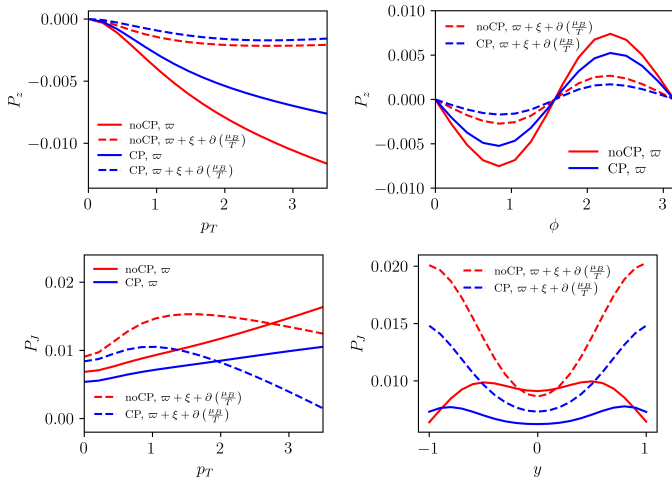 0.000
−0.005
−0.010
P_z
noCP, ϖ
noCP, ϖ + ξ + ∂(μ_B/T)
CP, ϖ
CP, ϖ + ξ + ∂(μ_B/T)
0 1 2 3
p_T
0.010
0.005
0.000
−0.005
−0.010
P_z
noCP, ϖ + ξ + ∂(μ_B/T)
CP, ϖ + ξ + ∂(μ_B/T)
noCP, ϖ
CP, ϖ
0 1 2 3
ϕ
0.02
0.01
0.00
P_J
noCP, ϖ
CP, ϖ
noCP, ϖ + ξ + ∂(μ_B/T)
CP, ϖ + ξ + ∂(μ_B/T)
0 1 2 3
p_T
0.020
0.015
0.010
P_J
noCP, ϖ + ξ + ∂(μ_B/T)
CP, ϖ + ξ + ∂(μ_B/T)
−1 0 1
y